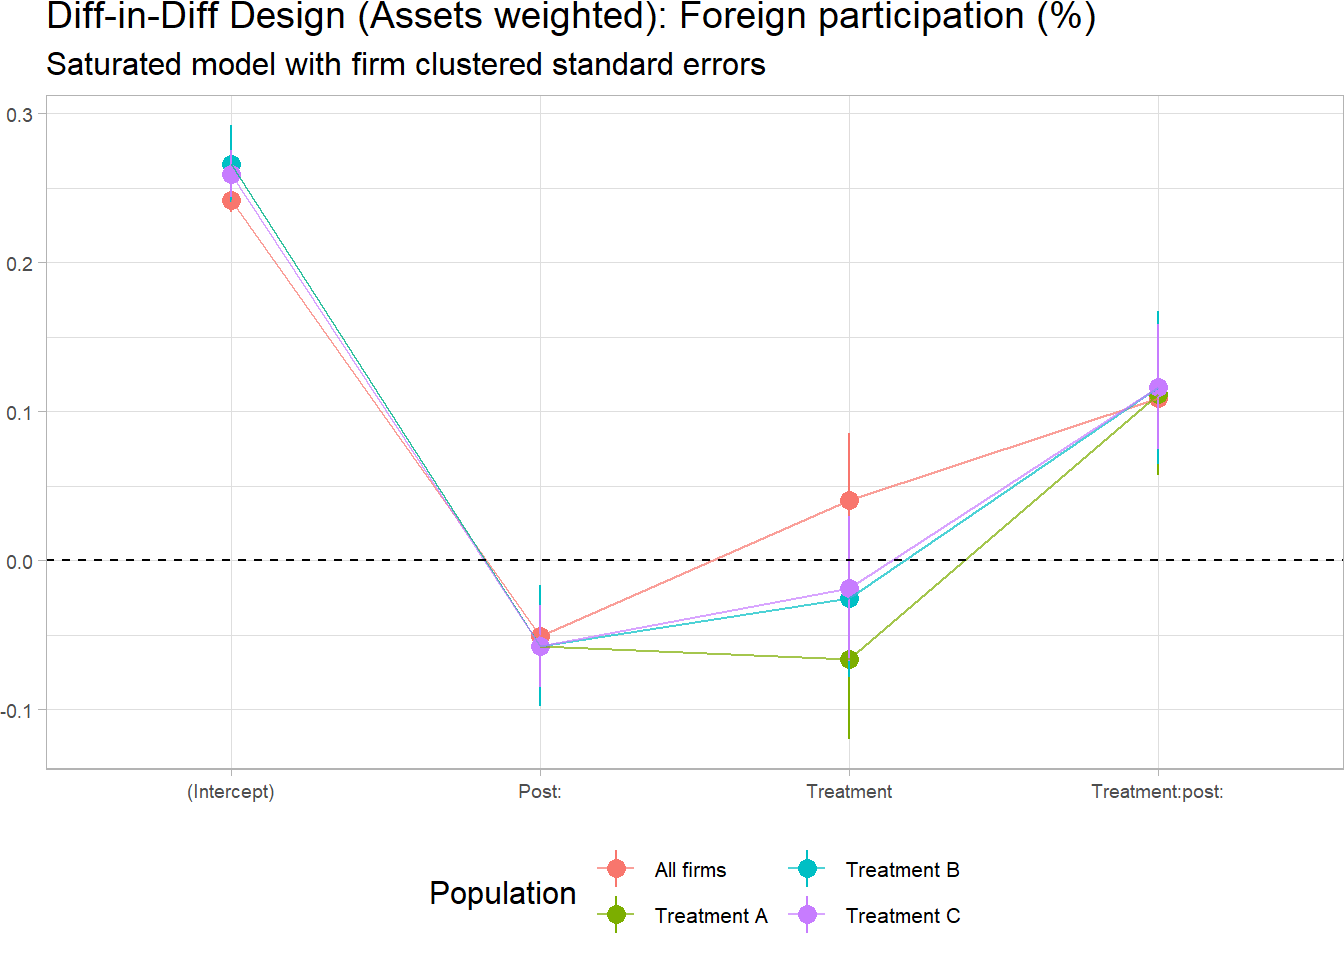 Diff-in-Diff Design (Assets weighted): Foreign participation (%)
Saturated model with firm clustered standard errors
0.3
0.2
0.1
0.0
-0.1
(Intercept) Post: Treatment Treatment:post:
Population
All firms Treatment B
Treatment A Treatment C